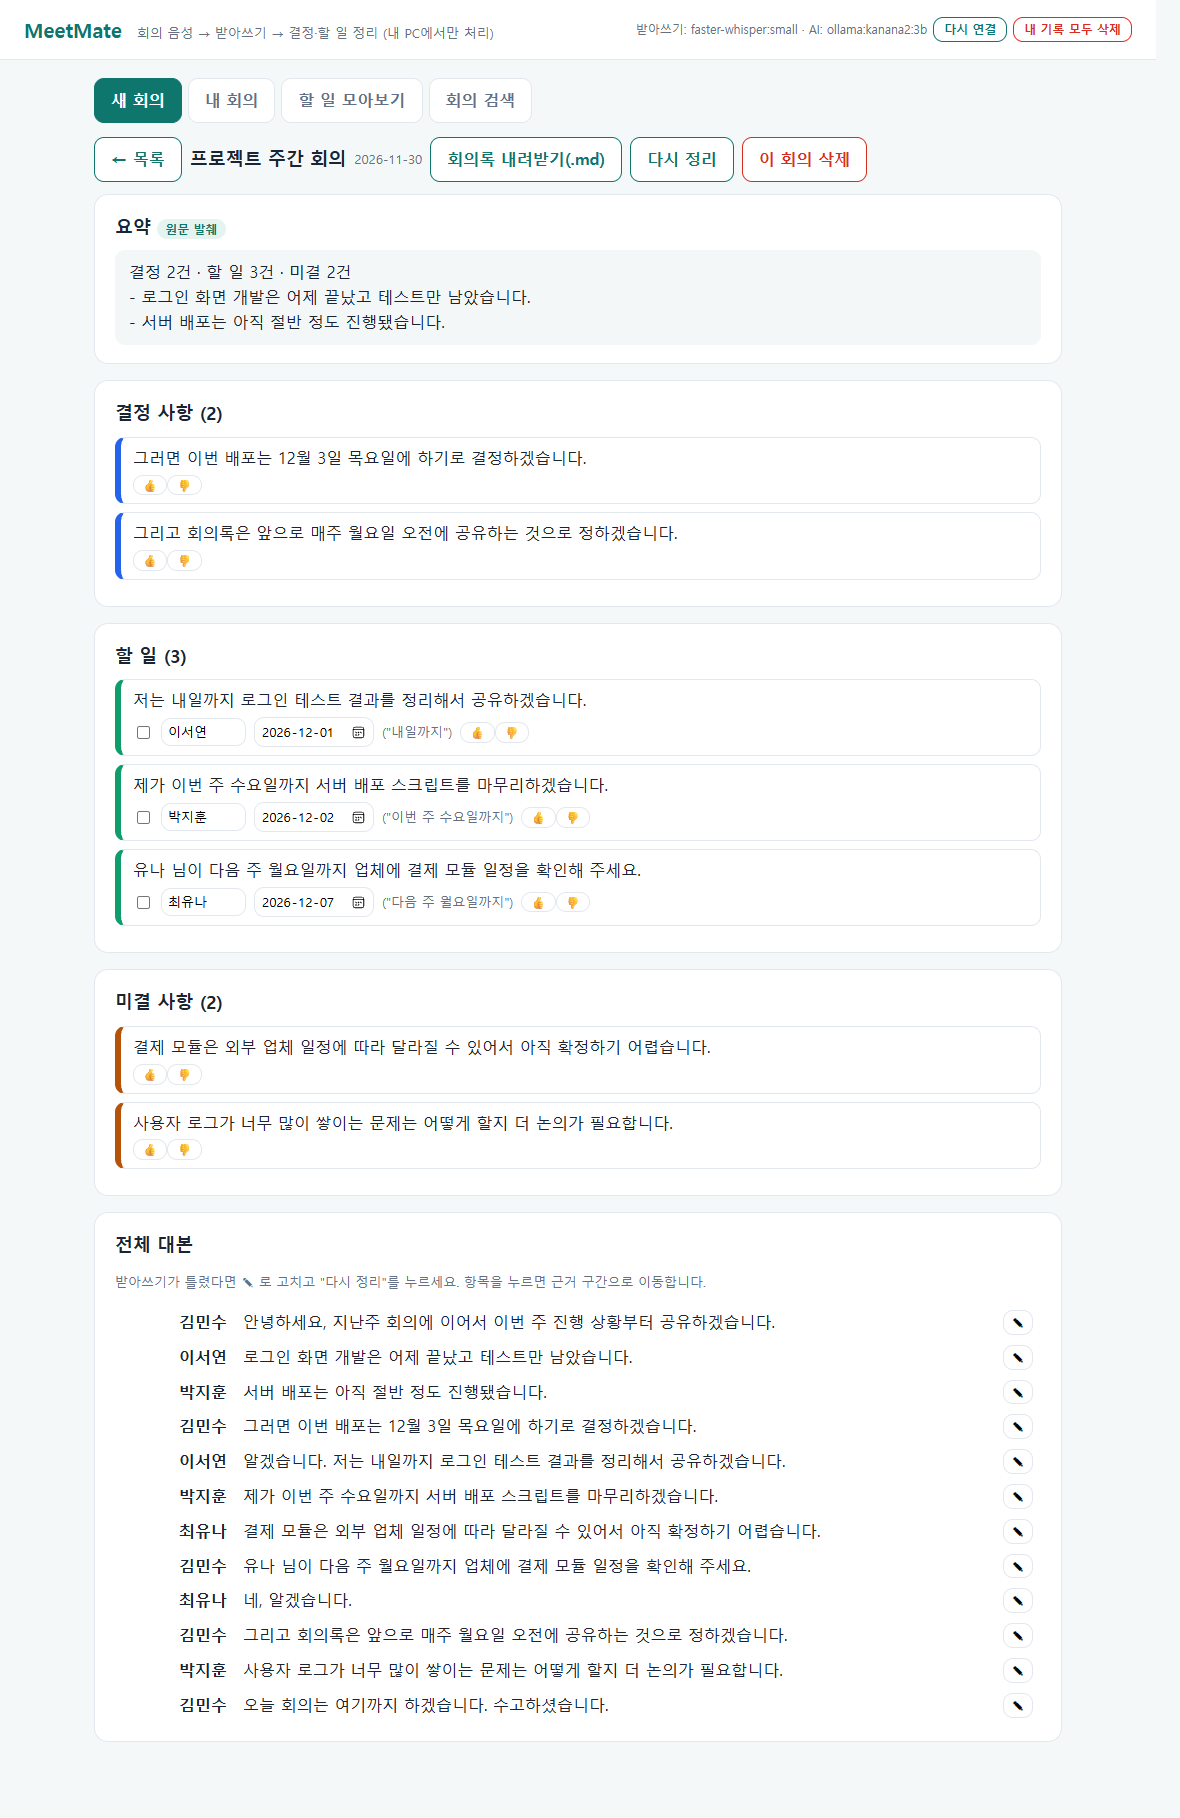 MeetMate 회의 음성 → 받아쓰기 → 결정·할 일 정리 (내 PC에서만 처리) 받아쓰기: faster-whisper:small · AI: ollama:kanana2:3b 다시 연결 내 기록 모두 삭제
새 회의 내 회의 할 일 모아보기 회의 검색
← 목록 프로젝트 주간 회의 2026-11-30 회의록 내려받기(.md) 다시 정리 이 회의 삭제
요약 원문 발췌
결정 2건 · 할 일 3건 · 미결 2건
- 로그인 화면 개발은 어제 끝났고 테스트만 남았습니다.
- 서버 배포는 아직 절반 정도 진행됐습니다.
결정 사항 (2)
그러면 이번 배포는 12월 3일 목요일에 하기로 결정하겠습니다.
👍 👎
그리고 회의록은 앞으로 매주 월요일 오전에 공유하는 것으로 정하겠습니다.
👍 👎
할 일 (3)
저는 내일까지 로그인 테스트 결과를 정리해서 공유하겠습니다.
이서연 2026-12-01 ("내일까지") 👍 👎
제가 이번 주 수요일까지 서버 배포 스크립트를 마무리하겠습니다.
박지훈 2026-12-02 ("이번 주 수요일까지") 👍 👎
유나 님이 다음 주 월요일까지 업체에 결제 모듈 일정을 확인해 주세요.
최유나 2026-12-07 ("다음 주 월요일까지") 👍 👎
미결 사항 (2)
결제 모듈은 외부 업체 일정에 따라 달라질 수 있어서 아직 확정하기 어렵습니다.
👍 👎
사용자 로그가 너무 많이 쌓이는 문제는 어떻게 할지 더 논의가 필요합니다.
👍 👎
전체 대본
받아쓰기가 틀렸다면 ✏ 로 고치고 "다시 정리"를 누르세요. 항목을 누르면 근거 구간으로 이동합니다.
김민수 안녕하세요, 지난주 회의에 이어서 이번 주 진행 상황부터 공유하겠습니다.
이서연 로그인 화면 개발은 어제 끝났고 테스트만 남았습니다.
박지훈 서버 배포는 아직 절반 정도 진행됐습니다.
김민수 그러면 이번 배포는 12월 3일 목요일에 하기로 결정하겠습니다.
이서연 알겠습니다. 저는 내일까지 로그인 테스트 결과를 정리해서 공유하겠습니다.
박지훈 제가 이번 주 수요일까지 서버 배포 스크립트를 마무리하겠습니다.
최유나 결제 모듈은 외부 업체 일정에 따라 달라질 수 있어서 아직 확정하기 어렵습니다.
김민수 유나 님이 다음 주 월요일까지 업체에 결제 모듈 일정을 확인해 주세요.
최유나 네, 알겠습니다.
김민수 그리고 회의록은 앞으로 매주 월요일 오전에 공유하는 것으로 정하겠습니다.
박지훈 사용자 로그가 너무 많이 쌓이는 문제는 어떻게 할지 더 논의가 필요합니다.
김민수 오늘 회의는 여기까지 하겠습니다. 수고하셨습니다.